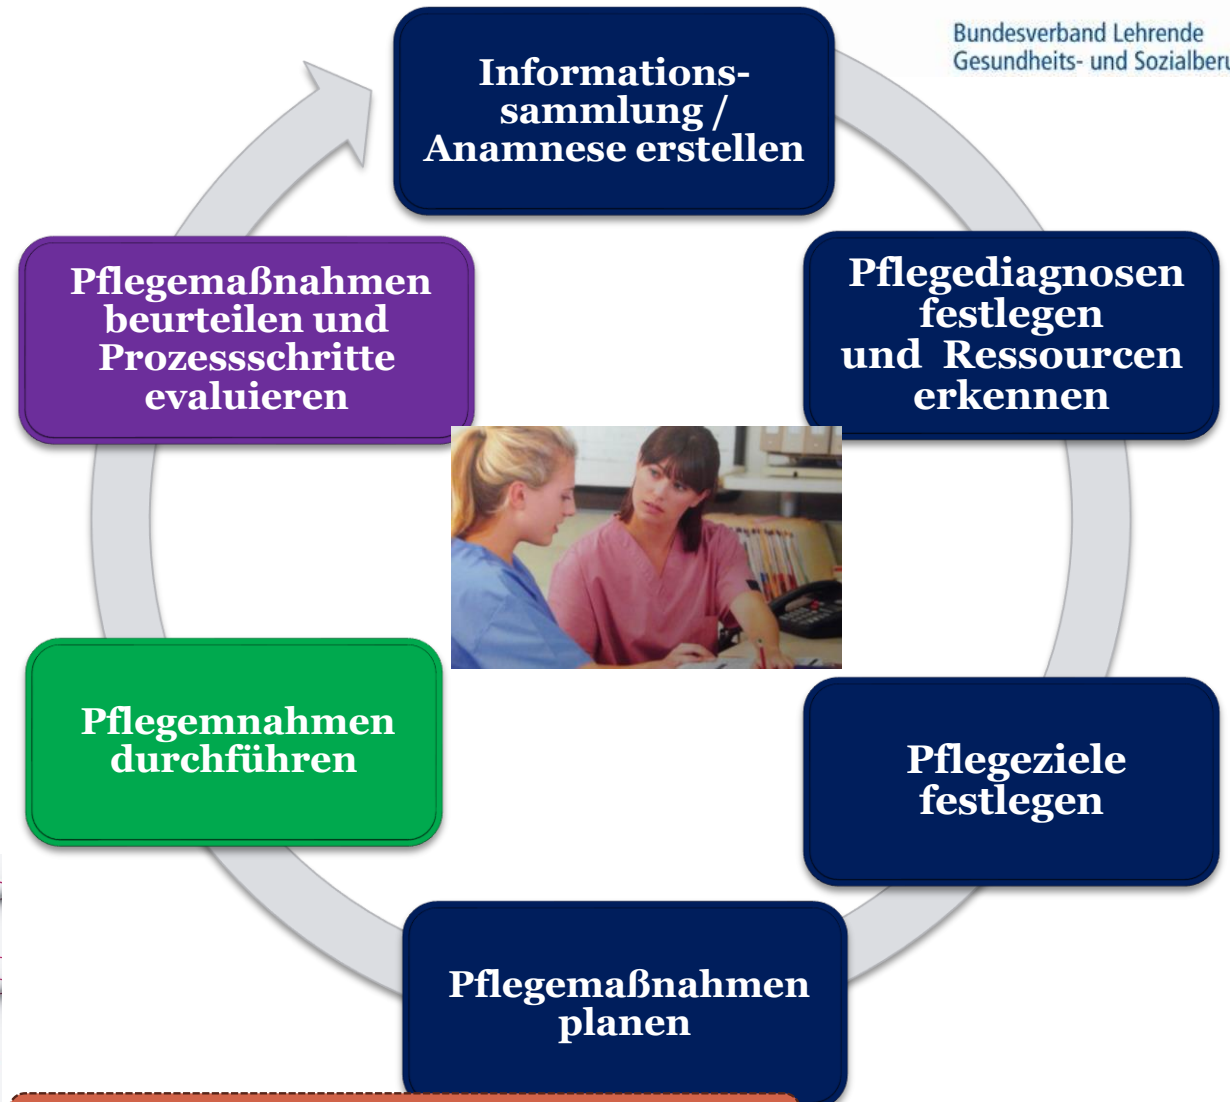 Bundesverband Lehrende
Gesundheits- und Sozialberu
Informations-
sammlung /
Anamnese erstellen
Pflegediagnosen
festlegen
und Ressourcen
erkennen
Pflegeziele
festlegen
Pflegemaßnahmen
planen
Pflegemnahmen
durchführen
Pflegemaßnahmen
beurteilen und
Prozessschritte
evaluieren